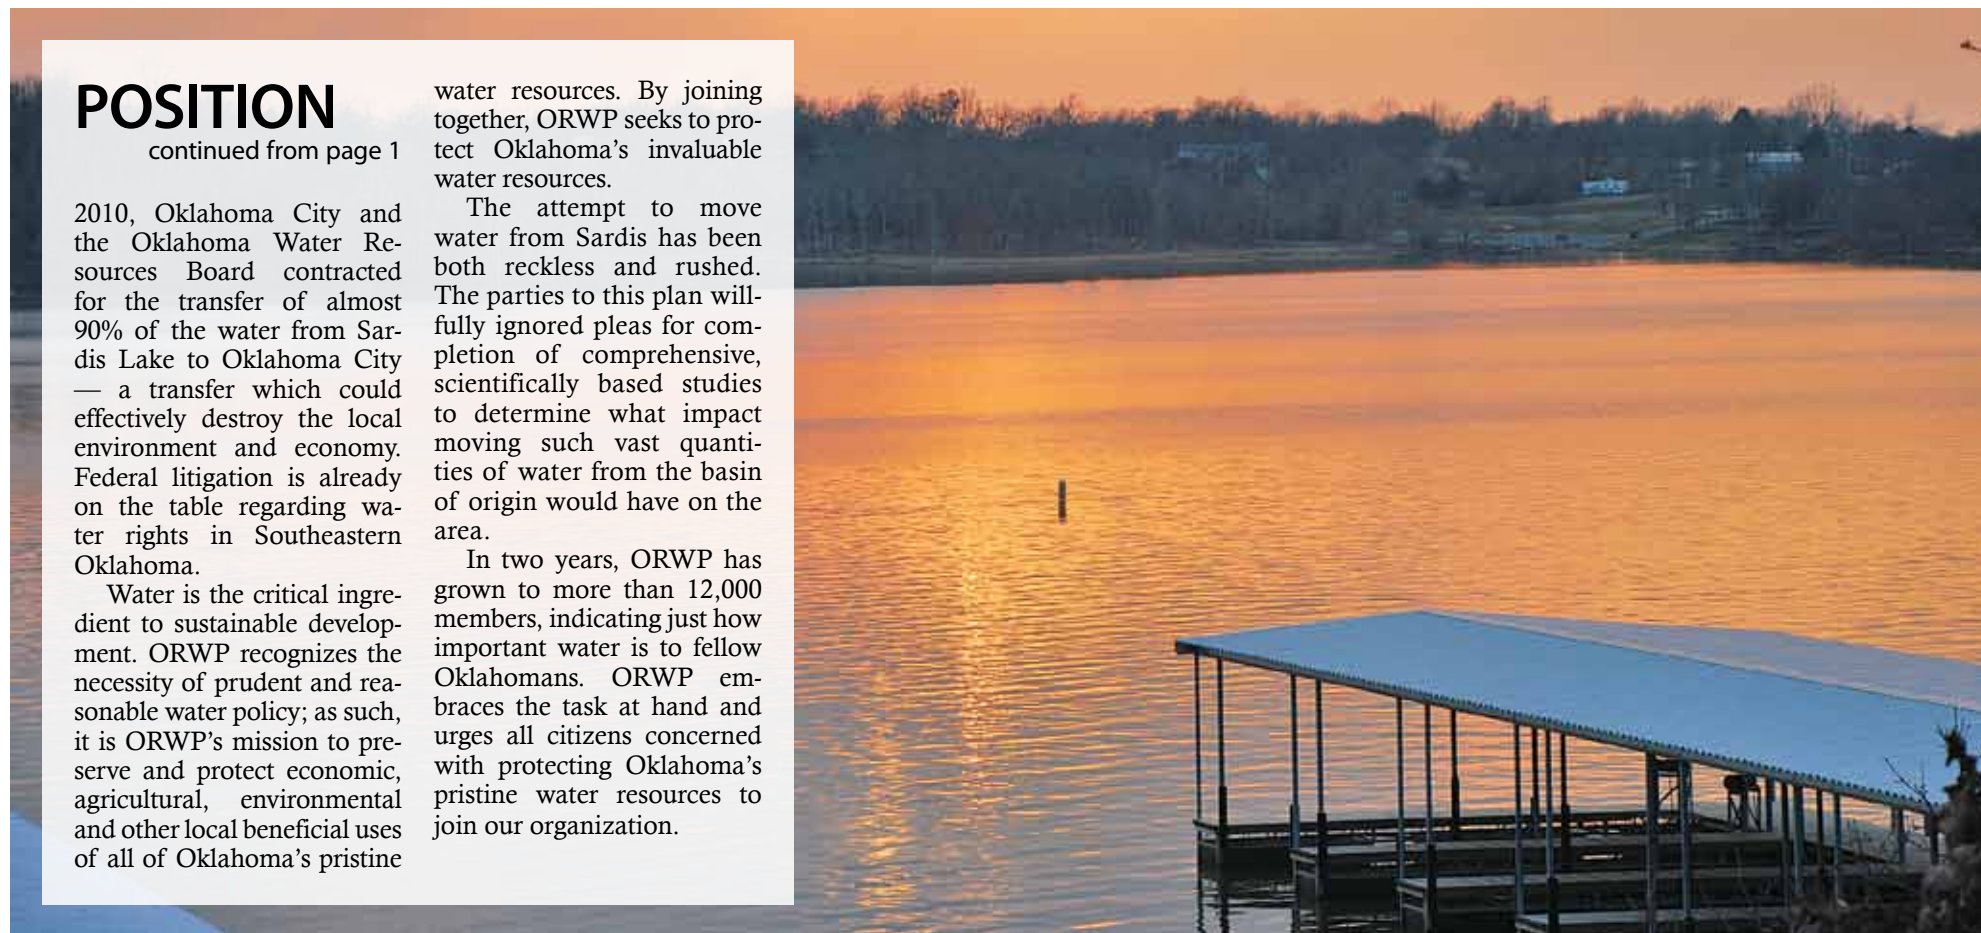 POSITION
continued from page 1
2010, Oklahoma City and
the Oklahoma Water Re-
sources Board contracted
for the transfer of almost
90% of the water from Sar-
dis Lake to Oklahoma City
— a transfer which could
effectively destroy the local
environment and economy.
Federal litigation is already
on the table regarding wa-
ter rights in Southeastern
Oklahoma.
Water is the critical ingre-
dient to sustainable develop-
ment. ORWP recognizes the
necessity of prudent and rea-
sonable water policy; as such,
it is ORWP's mission to pre-
serve and protect economic,
agricultural, environmental
and other local beneficial uses
of all of Oklahoma's pristine
water resources. By joining
together, ORWP seeks to pro-
tect Oklahoma's invaluable
water resources.
The attempt to move
water from Sardis has been
both reckless and rushed.
The parties to this plan will-
fully ignored pleas for com-
pletion of comprehensive,
scientifically based studies
to determine what impact
moving such vast quanti-
ties of water from the basin
of origin would have on the
area.
In two years, ORWP has
grown to more than 12,000
members, indicating just how
important water is to fellow
Oklahomans. ORWP em-
braces the task at hand and
urges all citizens concerned
with protecting Oklahoma's
pristine water resources to
join our organization.